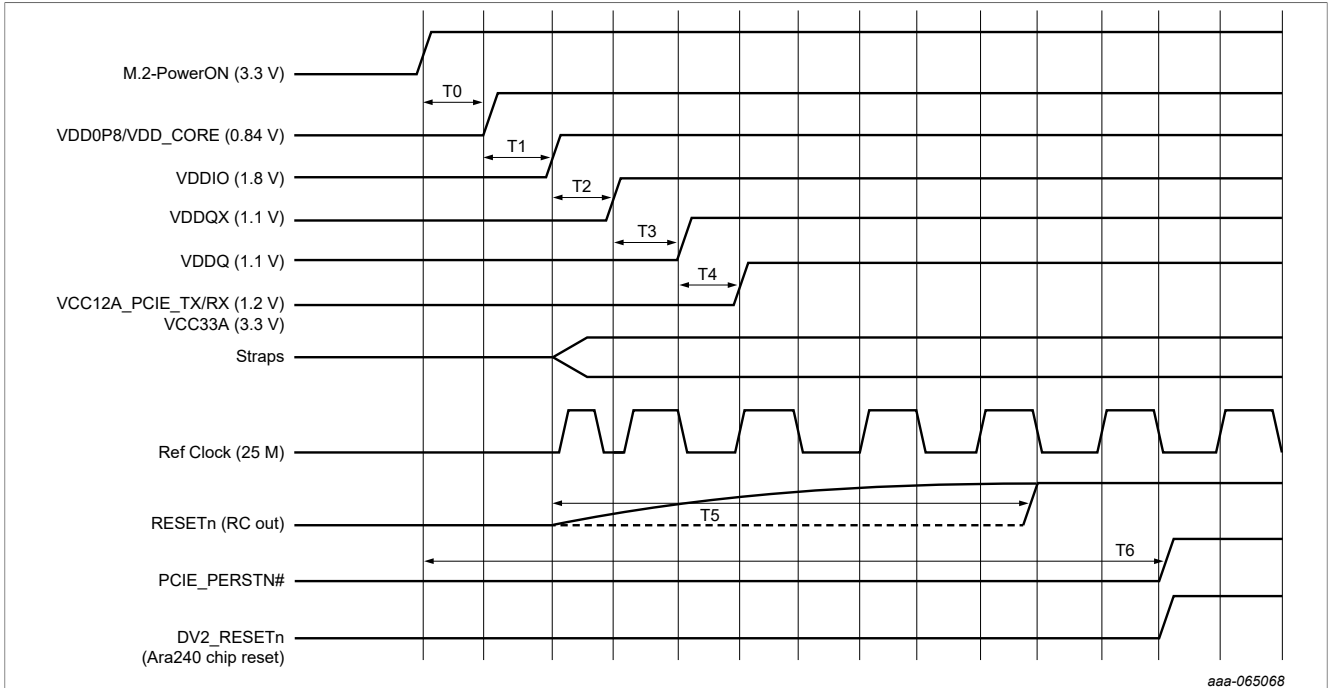 M.2-PowerON (3.3 V)
T0
VDD0P8/VDD_CORE (0.84 V)
T1
VDDIO (1.8 V)
T2
VDDQX (1.1 V)
T3
VDDQ (1.1 V)
T4
VCC12A_PCIE_TX/RX (1.2 V)
VCC33A (3.3 V)
Straps
Ref Clock (25 M)
RESETn (RC out)
T5
T6
PCIE_PERSTN#
DV2_RESETn
(Ara240 chip reset)
aaa-065068